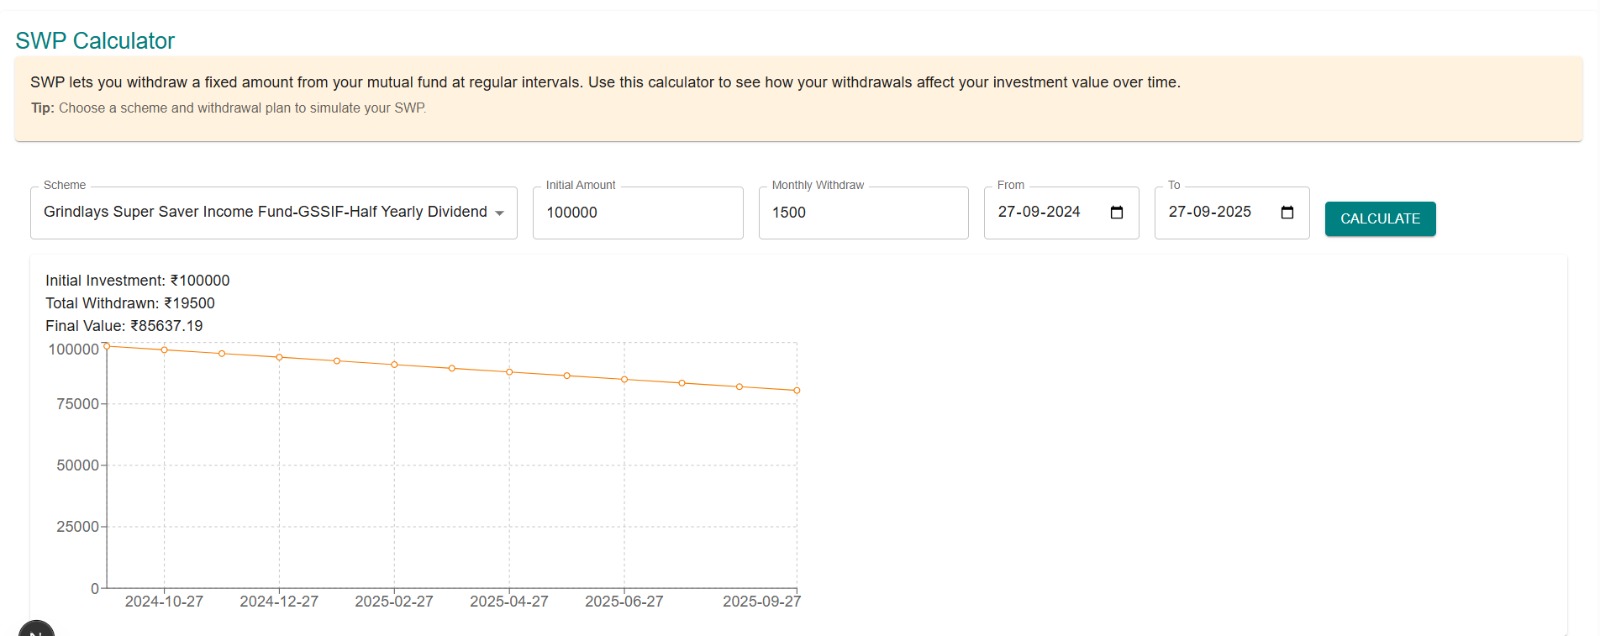 SWP Calculator
SWP lets you withdraw a fixed amount from your mutual fund at regular intervals. Use this calculator to see how your withdrawals affect your investment value over time.
Tip: Choose a scheme and withdrawal plan to simulate your SWP.
Scheme
Grindlays Super Saver Income Fund-GSSIF-Half Yearly Dividend
Initial Amount
100000
Monthly Withdraw
1500
From
27-09-2024
To
27-09-2025
CALCULATE
Initial Investment: ₹100000
Total Withdrawn: ₹19500
Final Value: ₹85637.19
100000
75000
50000
25000
0
2024-10-27
2024-12-27
2025-02-27
2025-04-27
2025-06-27
2025-09-27